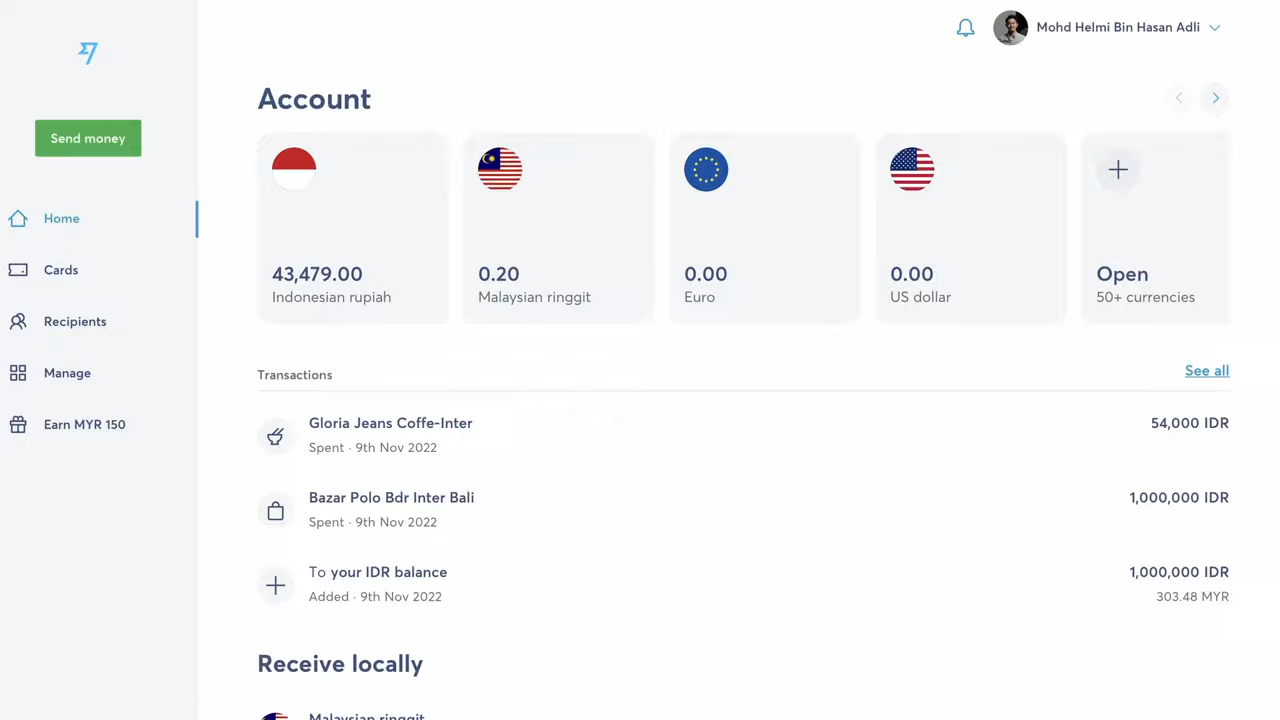 Mohd Helmi Bin Hasan Adli
Send money
Home
Cards
Recipients
Manage
Earn MYR 150
Account
43,479.00
Indonesian rupiah
0.20
Malaysian ringgit
0.00
Euro
0.00
US dollar
Open
50+ currencies
Transactions
See all
Gloria Jeans Coffe-Inter
54,000 IDR
Spent · 9th Nov 2022
Bazar Polo Bdr Inter Bali
1,000,000 IDR
Spent · 9th Nov 2022
To your IDR balance
1,000,000 IDR
Added · 9th Nov 2022
303.48 MYR
Receive locally
Malaysian ringgit